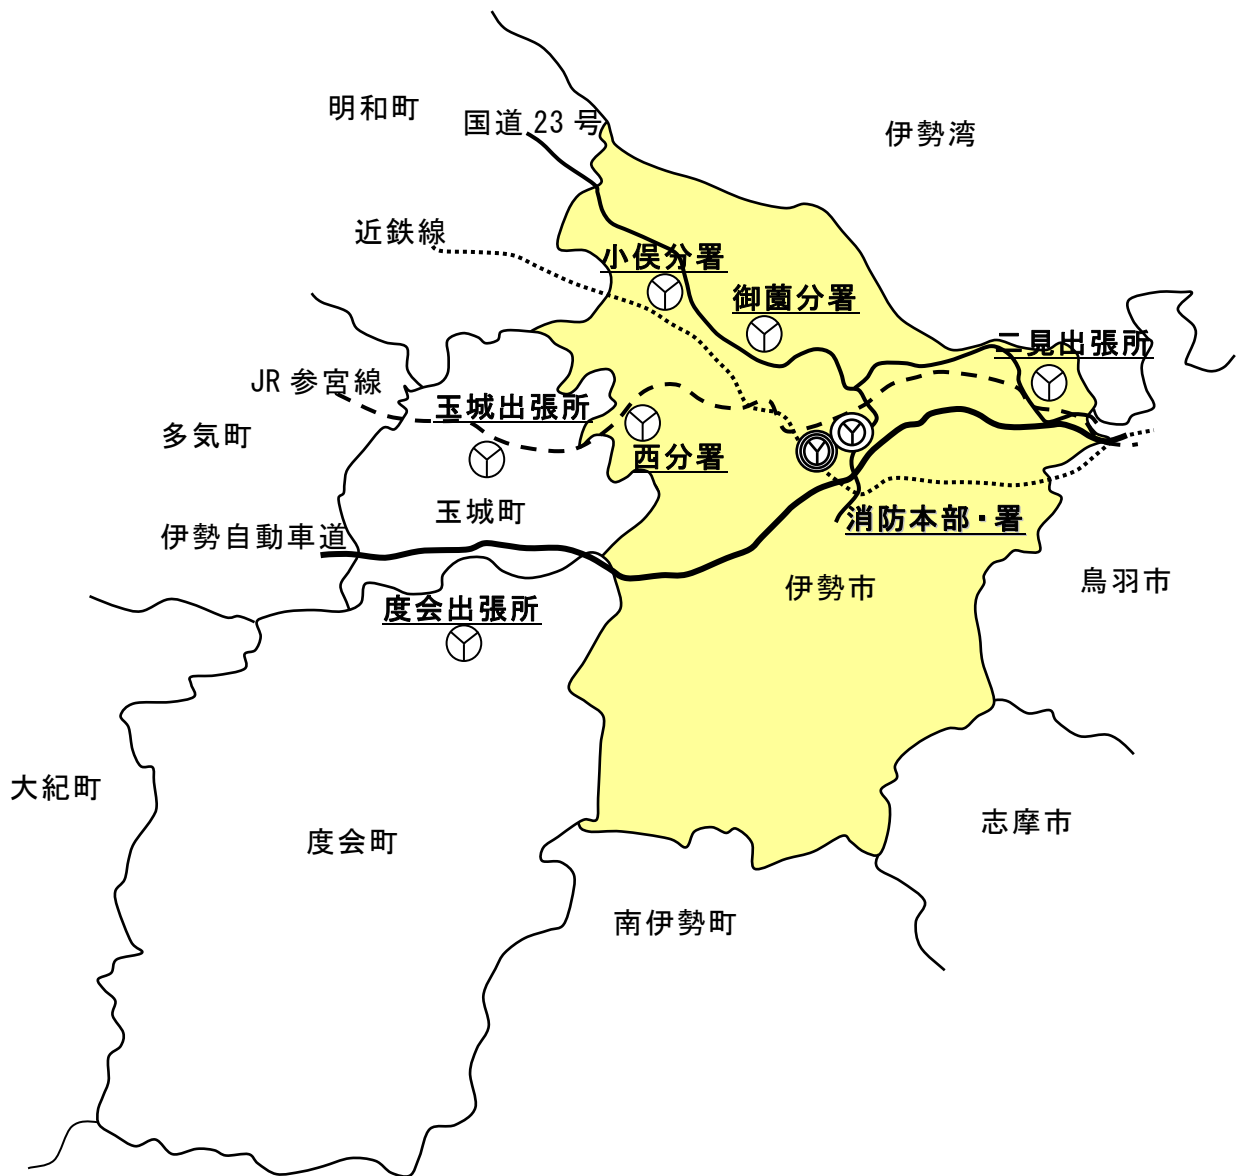 明和町
国道 23 号
伊勢湾
近鉄線
小俣分署
御薗分署
二見出張所
JR 参宮線
玉城出張所
多気町
西分署
玉城町
消防本部・署
伊勢自動車道
伊勢市
鳥羽市
度会出張所
大紀町
志摩市
度会町
南伊勢町